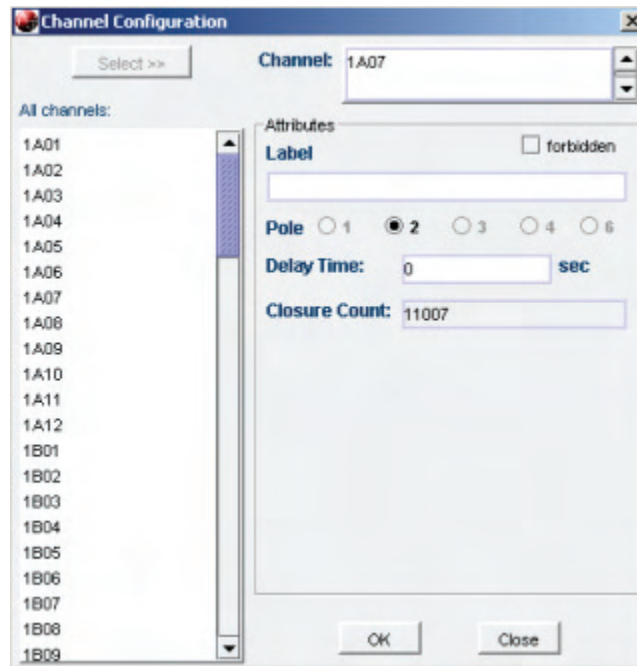 Channel Configuration
Select >>
Channel: 1A07
All channels:
1A01
1A02
1A03
1A04
1A05
1A06
1A07
1A08
1A09
1A10
1A11
1A12
1B01
1B02
1B03
1B04
1B05
1B06
1B07
1B08
1B09
Attributes
Label
forbidden
Pole 1 2 3 4 6
Delay Time: 0 sec
Closure Count: 11007
OK Close